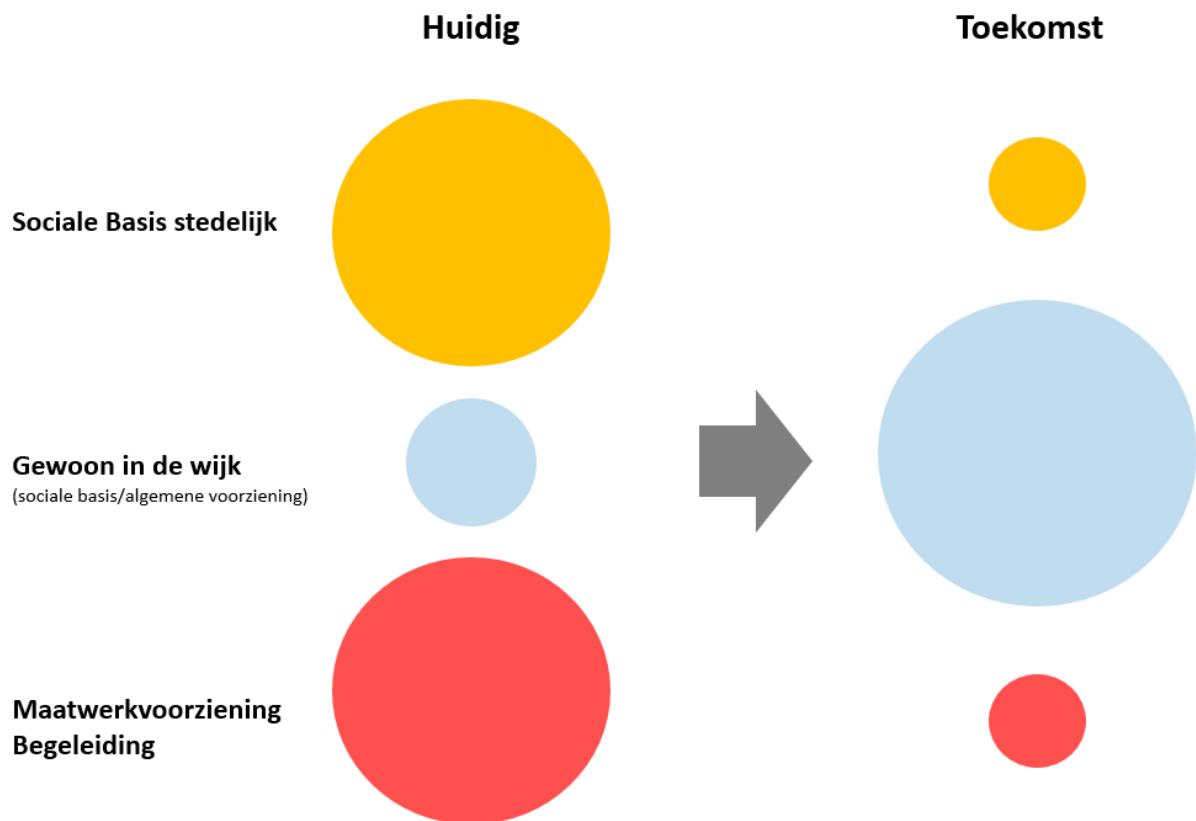 Huidig
Toekomst
Sociale Basis stedelijk
Gewoon in de wijk
(sociale basis/algemene voorziening)
Maatwerkvoorziening
Begeleiding